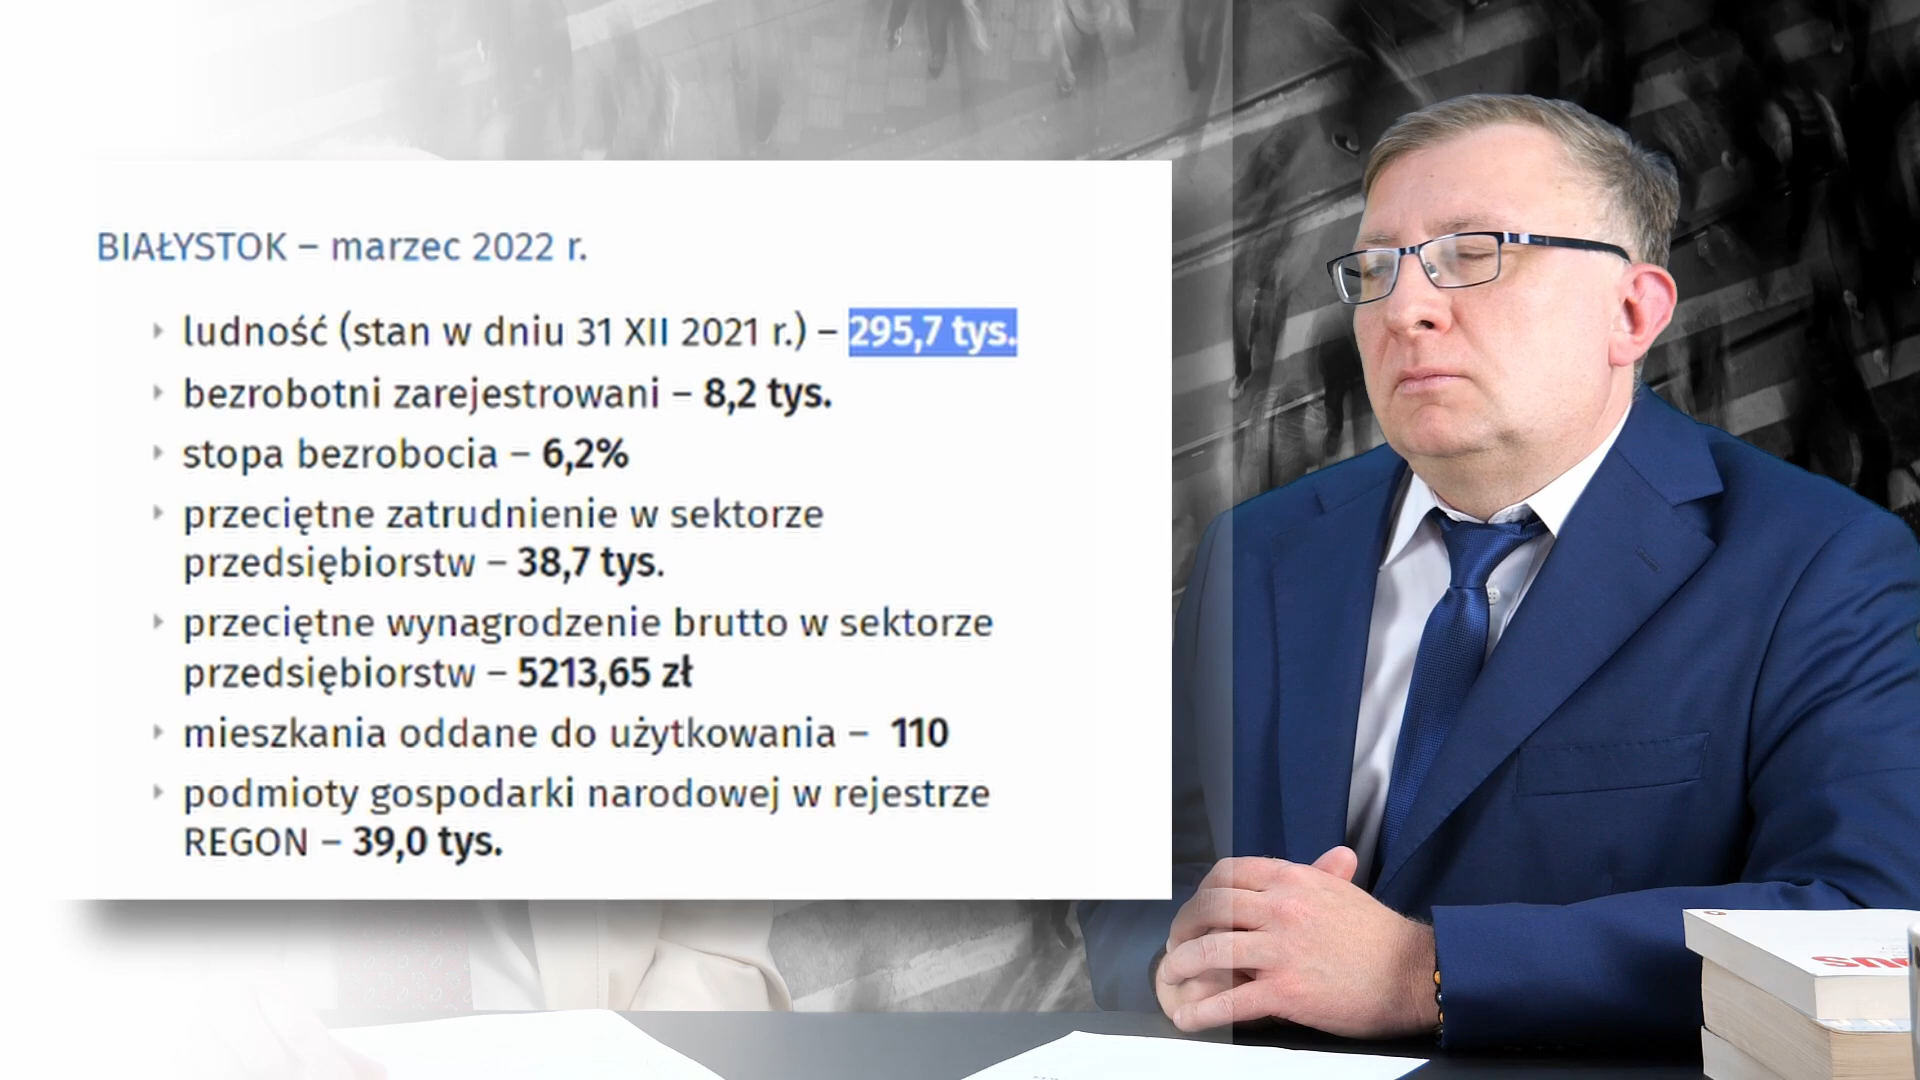 BIAŁYSTOK – marzec 2022 r.
ludność (stan w dniu 31 XII 2021 r.) – 295,7 tys.
bezrobotni zarejestrowani – 8,2 tys.
stopa bezrobocia – 6,2%
przeciętne zatrudnienie w sektorze
przedsiębiorstw – 38,7 tys.
przeciętne wynagrodzenie brutto w sektorze
przedsiębiorstw – 5213,65 zł
mieszkania oddane do użytkowania – 110
podmioty gospodarki narodowej w rejestrze
REGON – 39,0 tys.